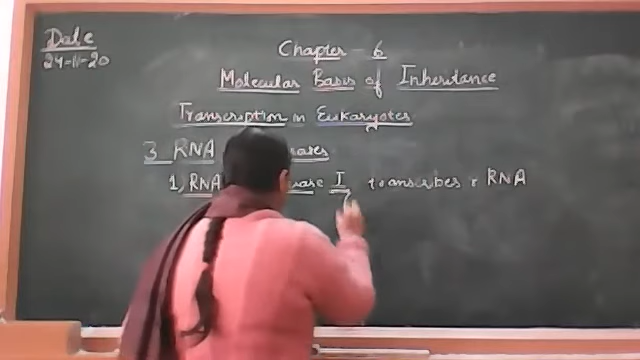 Date
24-11-20
Chapter - 6
Molecular Basis of Inheritance
Transcription in Eukaryotes
3 RNA
1, RNA I transcribes r RNA